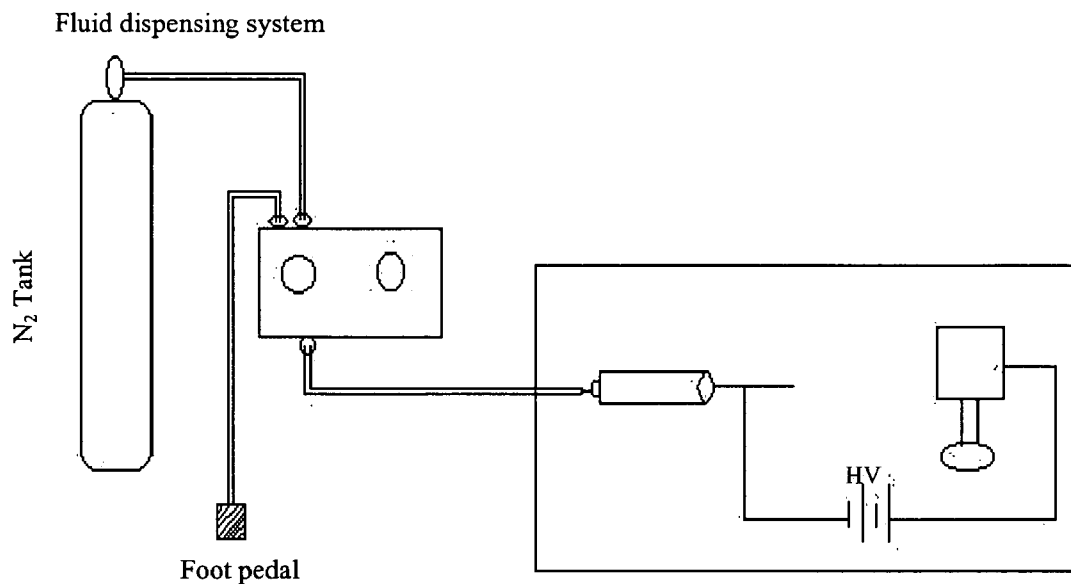 Fluid dispensing system
N₂ Tank
HV
Foot pedal